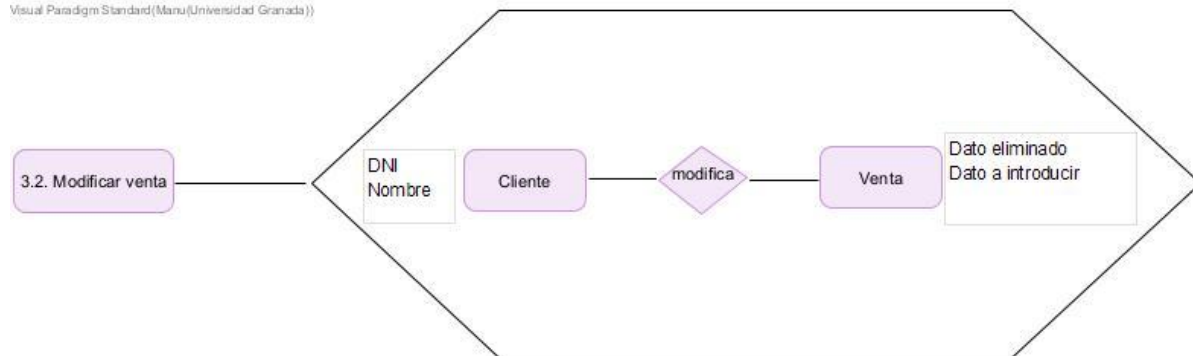 Visual Paradigm Standard(Manu(Universidad Granada))
3.2. Modificar venta
DNI
Nombre
Cliente
modifica
Venta
Dato eliminado
Dato a introducir